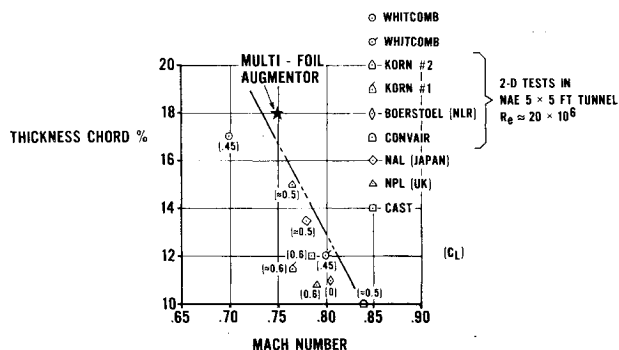 WHITCOMB
WHITCOMB
KORN #2
KORN #1
BOERSTOEL (NLR)
CONVAIR
NAL (JAPAN)
NPL (UK)
CAST
2-D TESTS IN
NAE 5 × 5 FT TUNNEL
Re ≈ 20 × 10⁶
MULTI - FOIL
AUGMENTOR
THICKNESS CHORD %
20
18
16
14
12
10
(.45)
(≈0.5)
(≈0.5)
(0.6)
(≈0.6)
(.45)
(0.6)
(0)
(≈0.5)
(CL)
.65
.70
.75
.80
.85
.90
MACH NUMBER